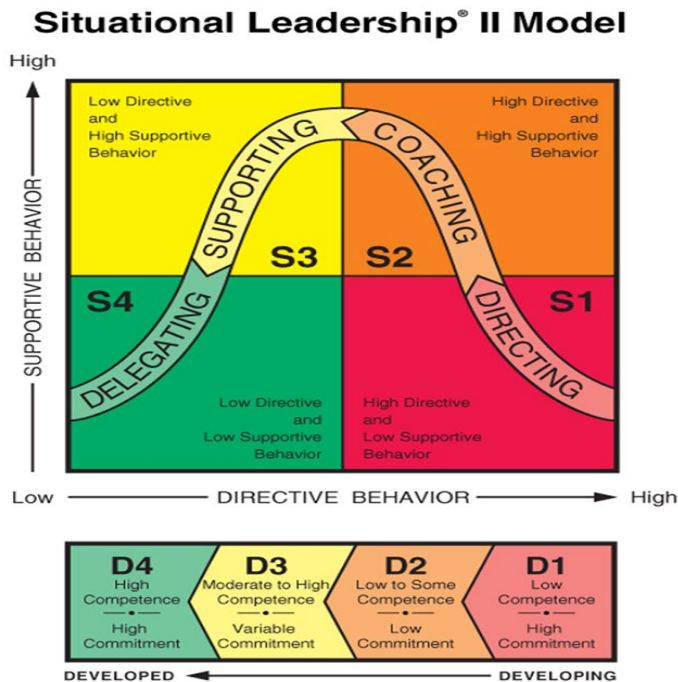 Situational Leadership® II Model
High
SUPPORTIVE BEHAVIOR
Low Directive
and
High Supportive
Behavior
High Directive
and
High Supportive
Behavior
SUPPORTING
COACHING
S3
S2
S4
S1
DELEGATING
DIRECTING
Low Directive
and
Low Supportive
Behavior
High Directive
and
Low Supportive
Behavior
Low
DIRECTIVE BEHAVIOR
High
D4
High
Competence
High
Commitment
D3
Moderate to High
Competence
Variable
Commitment
D2
Low to Some
Competence
Low
Commitment
D1
Low
Competence
High
Commitment
DEVELOPED
DEVELOPING